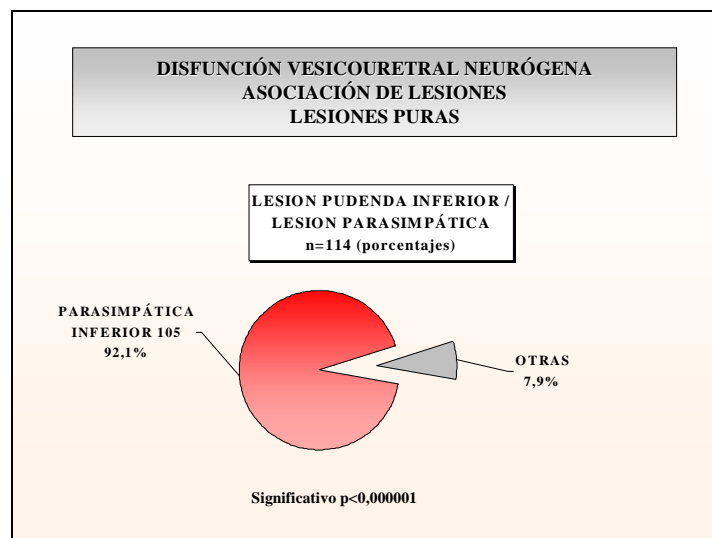 DISFUNCIÓN VESICOURETRAL NEURÓGENA
ASOCIACIÓN DE LESIONES
LESIONES PURAS
LESION PUDENDA INFERIOR /
LESION PARASIMPÁTICA
n=114 (porcentajes)
PARASIMPÁTICA
INFERIOR 105
92,1%
OTRAS
7,9%
Significativo p<0,000001